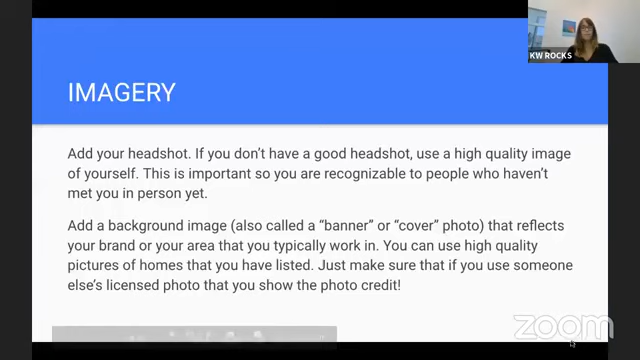 KW ROCKS
IMAGERY
Add your headshot. If you don't have a good headshot, use a high quality image
of yourself. This is important so you are recognizable to people who haven't
met you in person yet.
Add a background image (also called a “banner” or “cover” photo) that reflects
your brand or your area that you typically work in. You can use high quality
pictures of homes that you have listed. Just make sure that if you use someone
else's licensed photo that you show the photo credit!
zoom